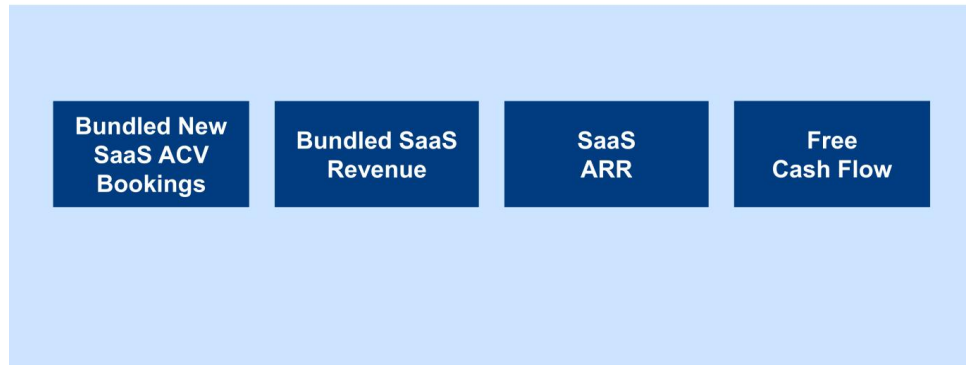 Bundled New
SaaS ACV
Bookings
Bundled SaaS
Revenue
SaaS
ARR
Free
Cash Flow